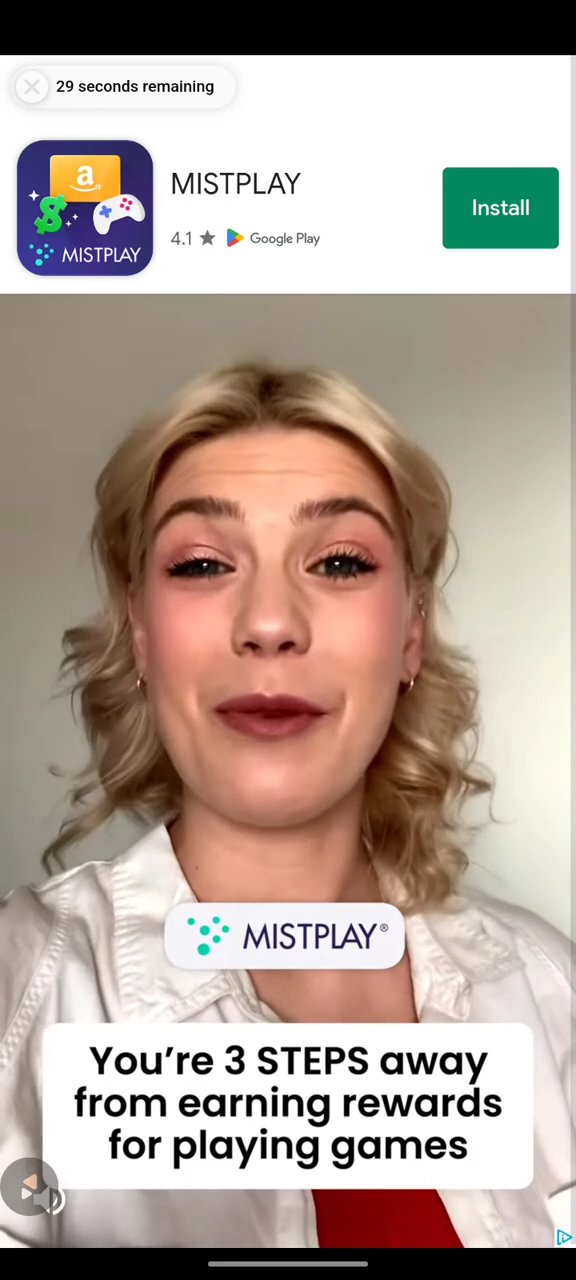 29 seconds remaining
a
$
MISTPLAY
MISTPLAY
4.1 ★ Google Play
Install
MISTPLAY®
You're 3 STEPS away
from earning rewards
for playing games